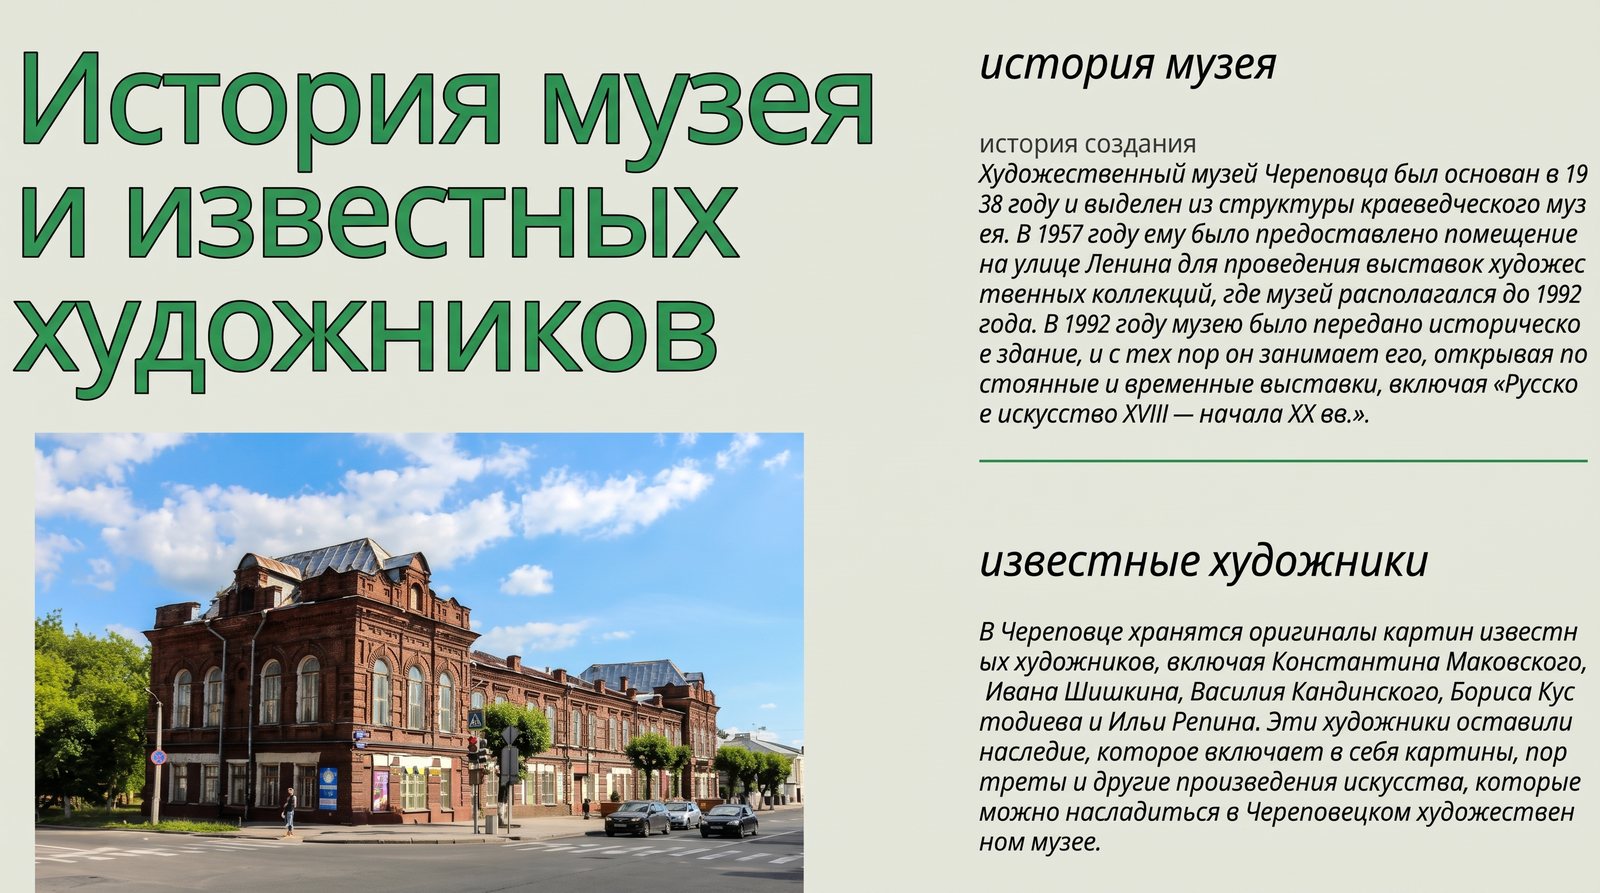 История музея
и известных
художников
история музея
история создания
Художественный музей Череповца был основан в 19
38 году и выделен из структуры краеведческого муз
ея. В 1957 году ему было предоставлено помещение
на улице Ленина для проведения выставок художес
твенных коллекций, где музей располагался до 1992
года. В 1992 году музею было передано историческо
е здание, и с тех пор он занимает его, открывая по
стоянные и временные выставки, включая «Русско
е искусство XVIII — начала XX вв.».
известные художники
В Череповце хранятся оригиналы картин известн
ых художников, включая Константина Маковского,
Ивана Шишкина, Василия Кандинского, Бориса Кус
тодиева и Ильи Репина. Эти художники оставили
наследие, которое включает в себя картины, пор
треты и другие произведения искусства, которые
можно насладиться в Череповецком художествен
ном музее.